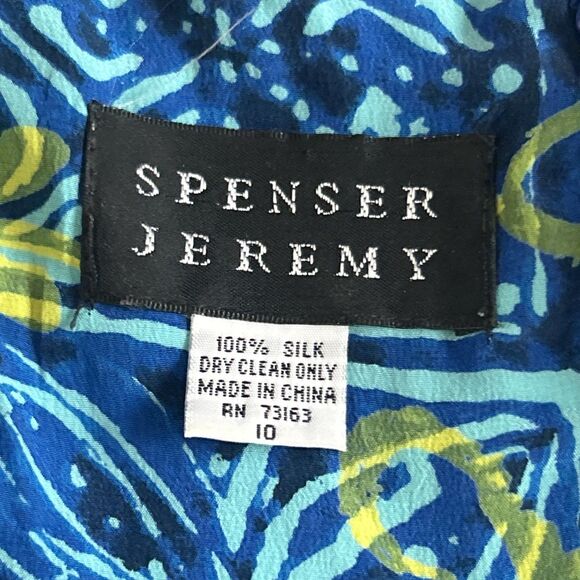 SPENSER
JEREMY
100% SILK
DRY CLEAN ONLY
MADE IN CHINA
RN 73163
10